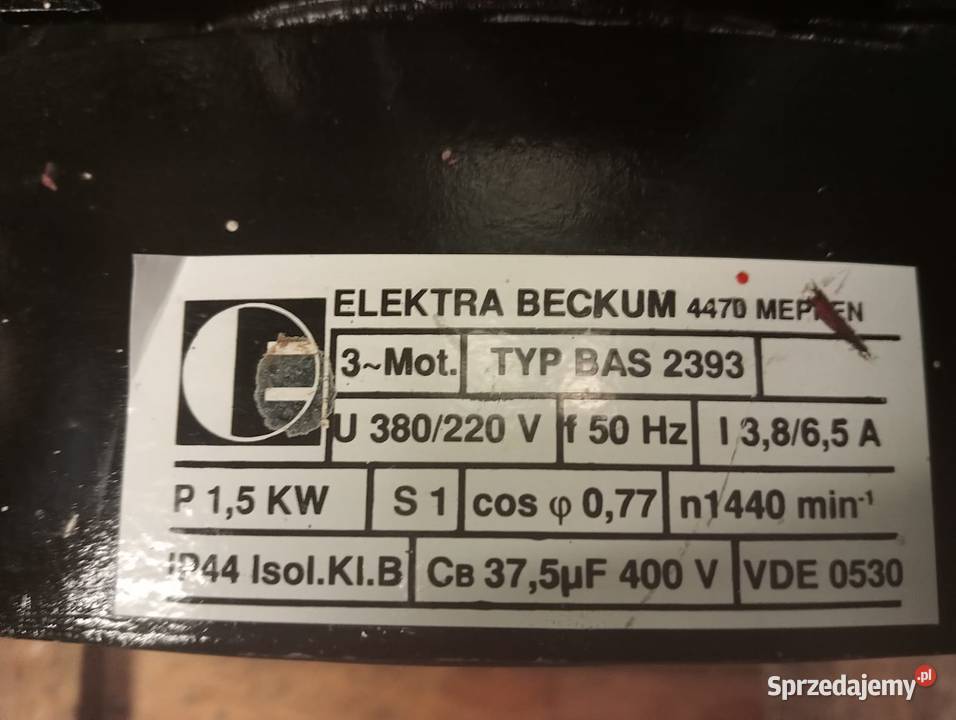 ELEKTRA BECKUM 4470 MEPPEN
3~Mot. TYP BAS 2393
U 380/220 V f 50 Hz I 3,8/6,5 A
P 1,5 KW S 1 cos φ 0,77 n1440 min⁻¹
IP44 Isol.Kl.B CB 37,5µF 400 V VDE 0530
Sprzedajemy.pl